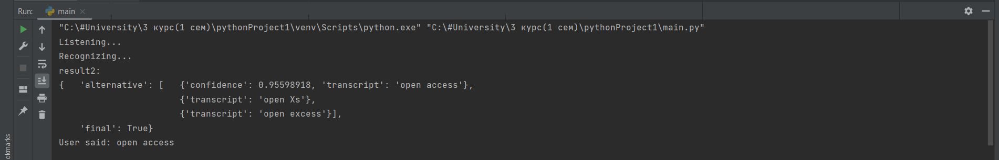 Run: main
"C:\#University\3 курс(1 сем)\pythonProject1\venv\Scripts\python.exe" "C:\#University\3 курс(1 сем)\pythonProject1\main.py"
Listening...
Recognizing...
result2:
{   'alternative': [   {'confidence': 0.95598918, 'transcript': 'open access'},
                       {'transcript': 'open Xs'},
                       {'transcript': 'open excess'}],
    'final': True}
User said: open access
okmarks